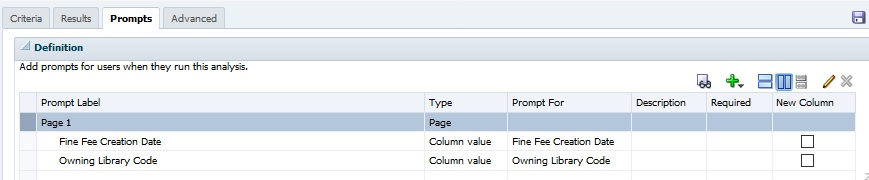 Criteria Results Prompts Advanced
Definition
Add prompts for users when they run this analysis.
Prompt Label Type Prompt For Description Required New Column
Page 1 Page
Fine Fee Creation Date Column value Fine Fee Creation Date
Owning Library Code Column value Owning Library Code